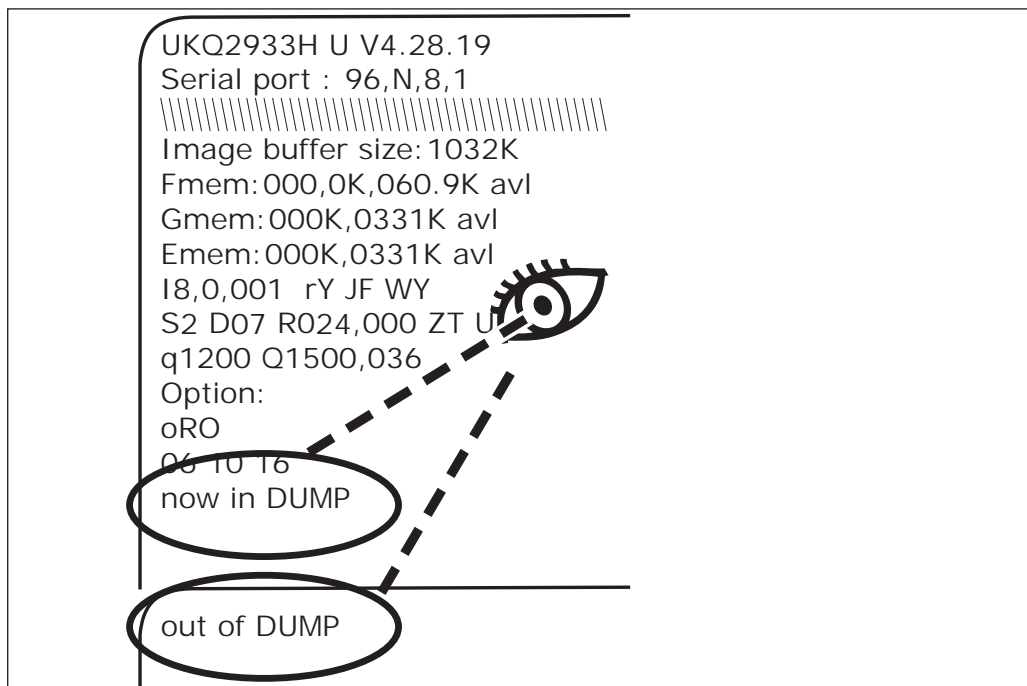 UKQ2933H U V4.28.19
Serial port : 96,N,8,1
Image buffer size:1032K
Fmem:000,0K,060.9K avl
Gmem:000K,0331K avl
Emem:000K,0331K avl
I8,0,001 rY JF WY
S2 D07 R024,000 ZT U
q1200 Q1500,036
Option:
oRO
06 10 16
now in DUMP
out of DUMP